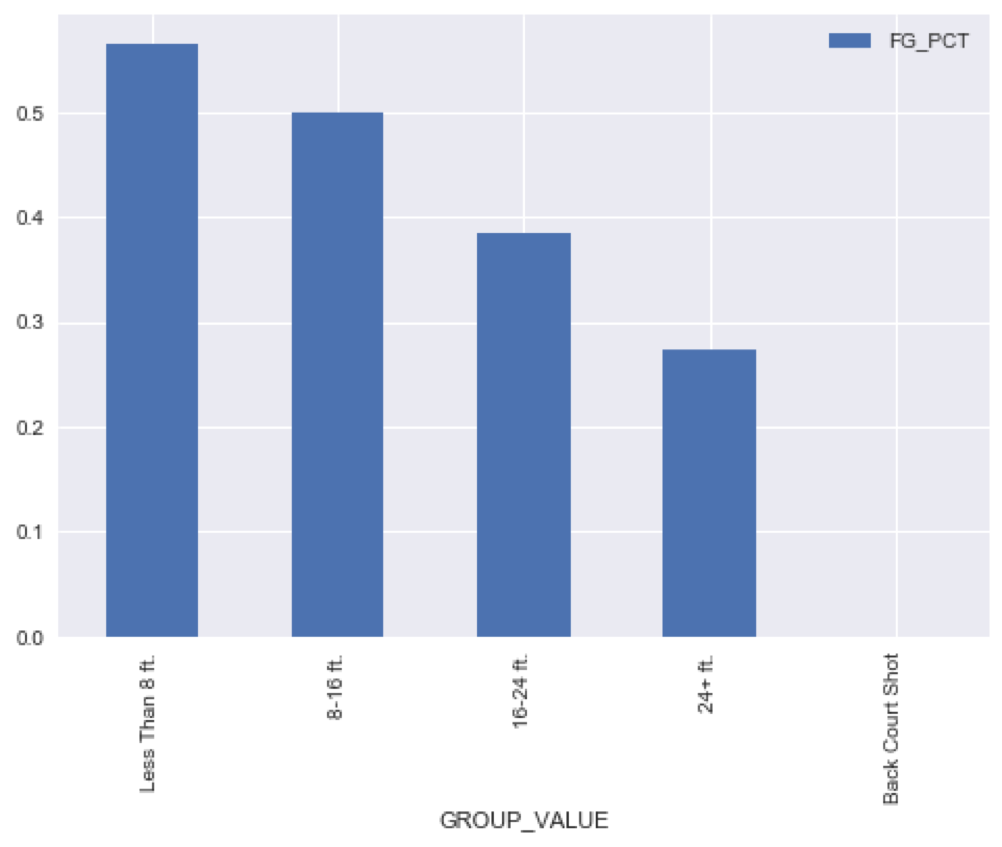 FG_PCT
0.5
0.4
0.3
0.2
0.1
0.0
Less Than 8 ft.
8-16 ft.
16-24 ft.
24+ ft.
Back Court Shot
GROUP_VALUE